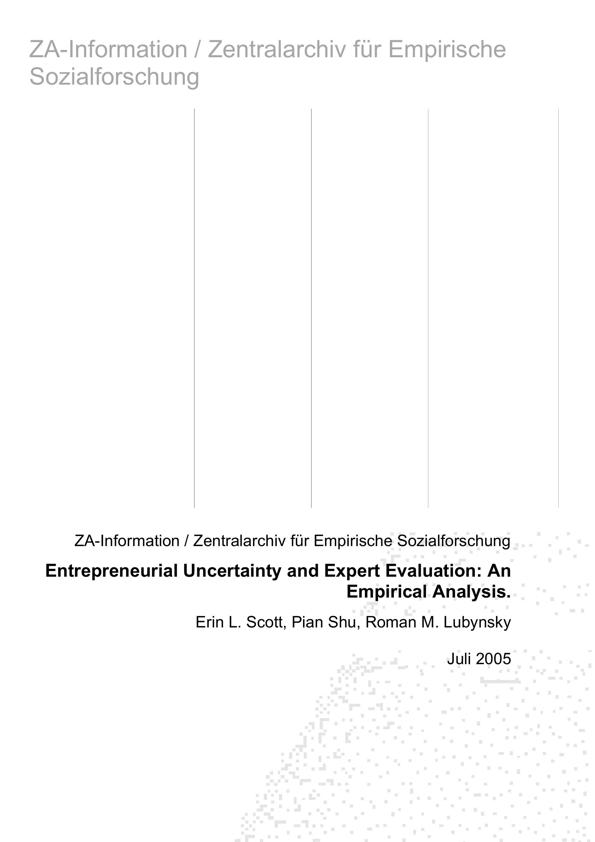 ZA-Information / Zentralarchiv für Empirische
Sozialforschung
ZA-Information / Zentralarchiv für Empirische Sozialforschung
Entrepreneurial Uncertainty and Expert Evaluation: An
Empirical Analysis.
Erin L. Scott, Pian Shu, Roman M. Lubynsky
Juli 2005